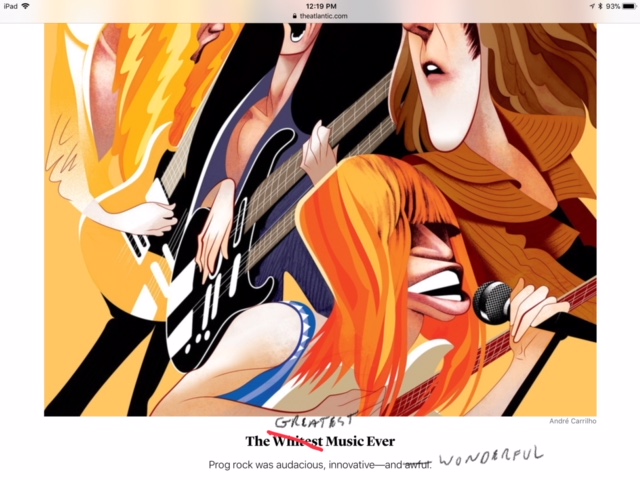 iPad 12:19 PM 93%
theatlantic.com
André Carrilho
GREATEST
The Whitest Music Ever
Prog rock was audacious, innovative—and awful. WONDERFUL